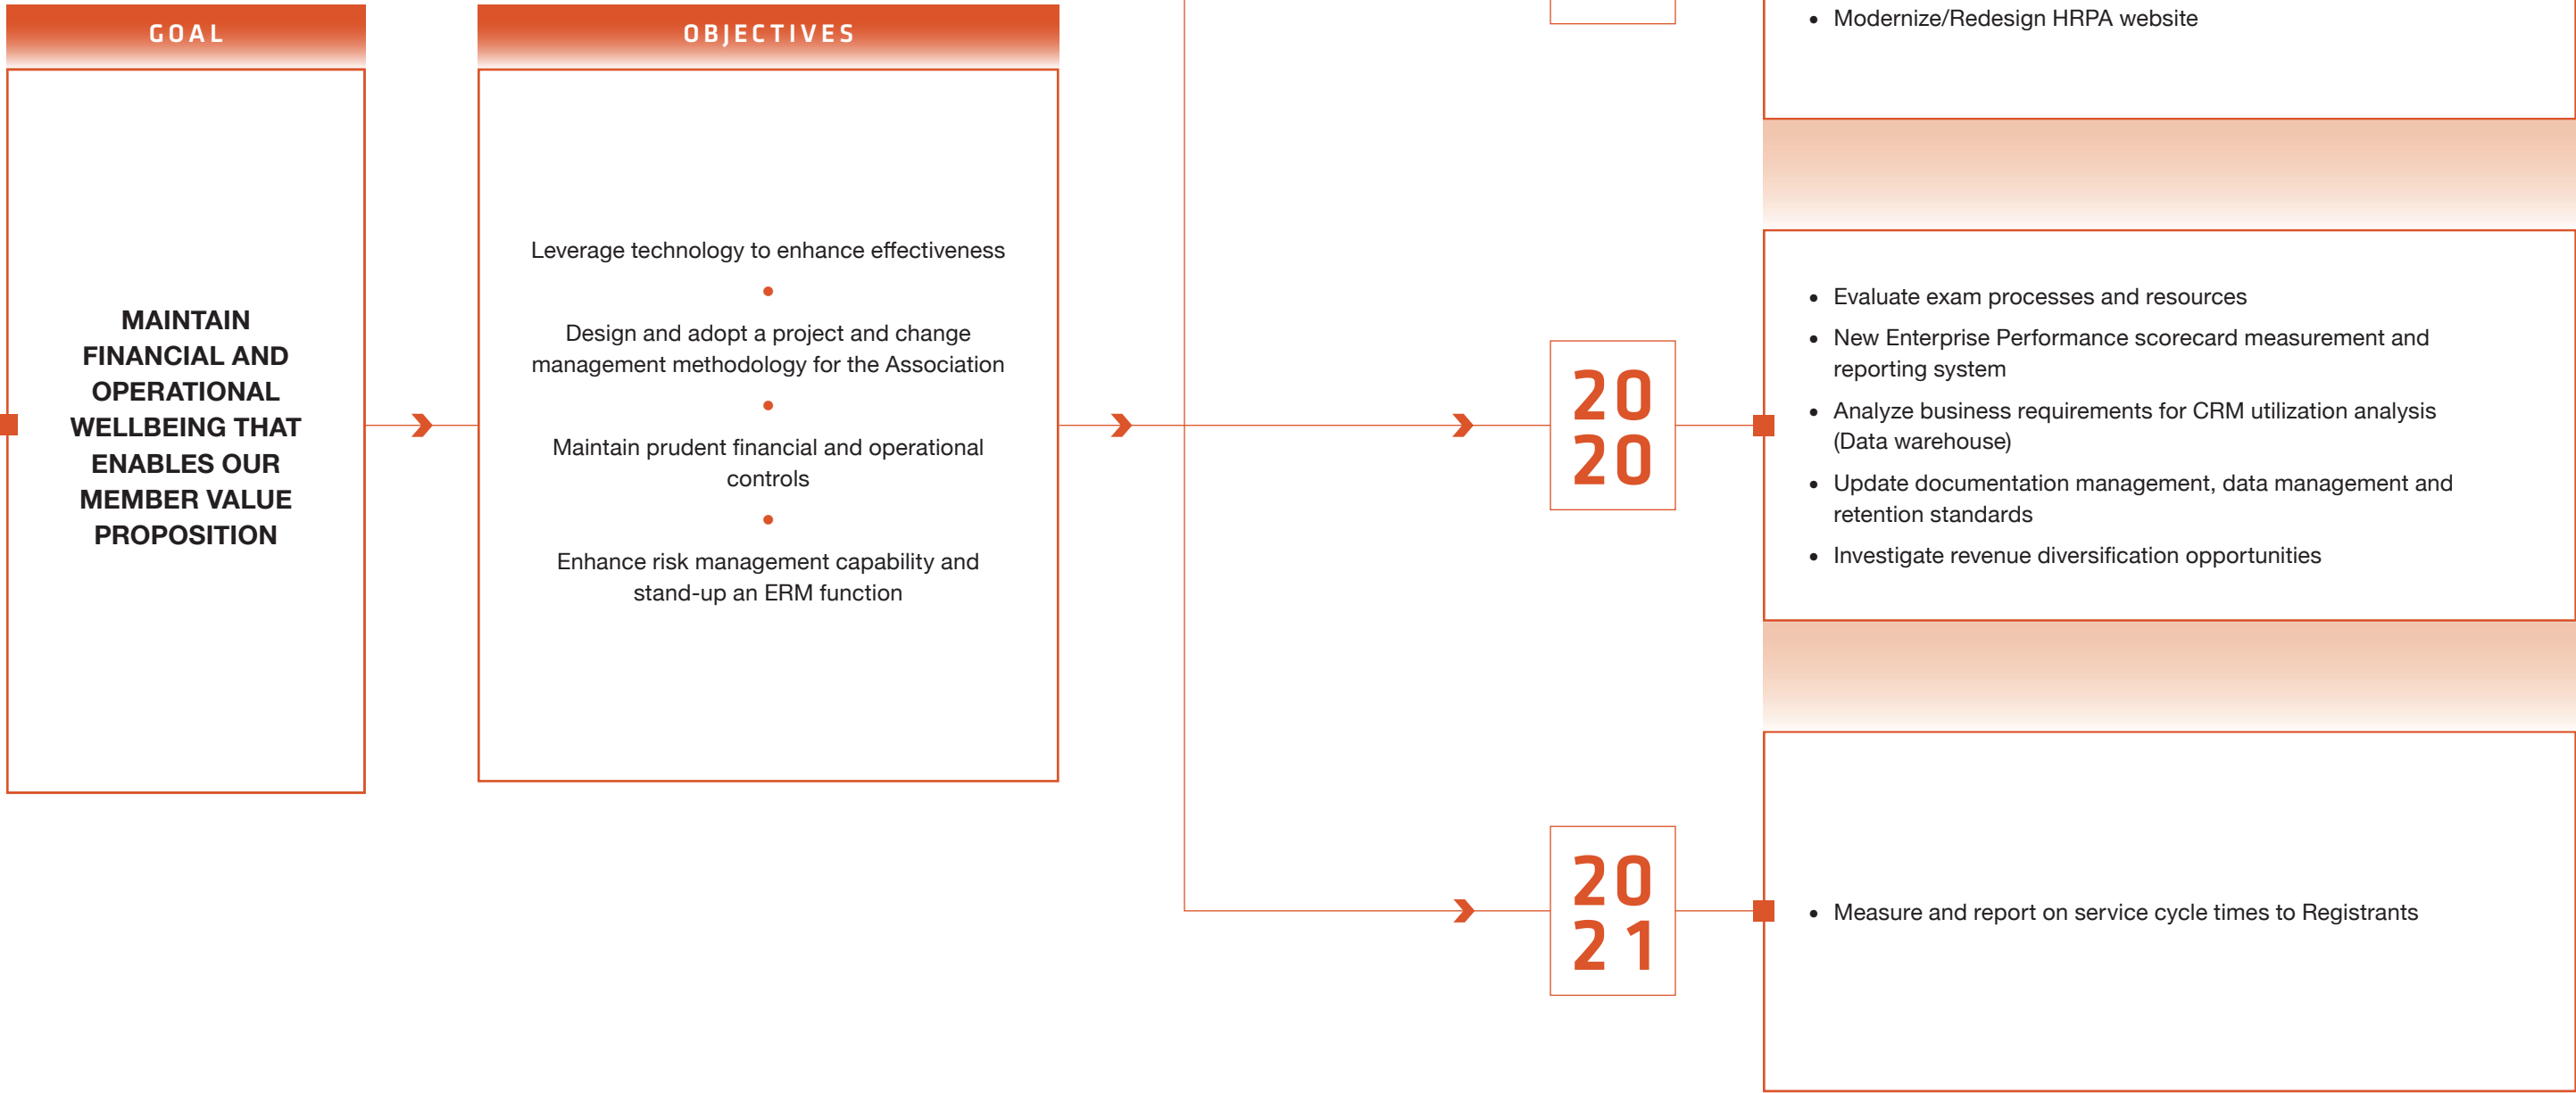 GOAL
MAINTAIN
FINANCIAL AND
OPERATIONAL
WELLBEING THAT
ENABLES OUR
MEMBER VALUE
PROPOSITION
OBJECTIVES
Leverage technology to enhance effectiveness
Design and adopt a project and change
management methodology for the Association
Maintain prudent financial and operational
controls
Enhance risk management capability and
stand-up an ERM function
• Modernize/Redesign HRPA website
20
20
• Evaluate exam processes and resources
• New Enterprise Performance scorecard measurement and
reporting system
• Analyze business requirements for CRM utilization analysis
(Data warehouse)
• Update documentation management, data management and
retention standards
• Investigate revenue diversification opportunities
20
21
• Measure and report on service cycle times to Registrants